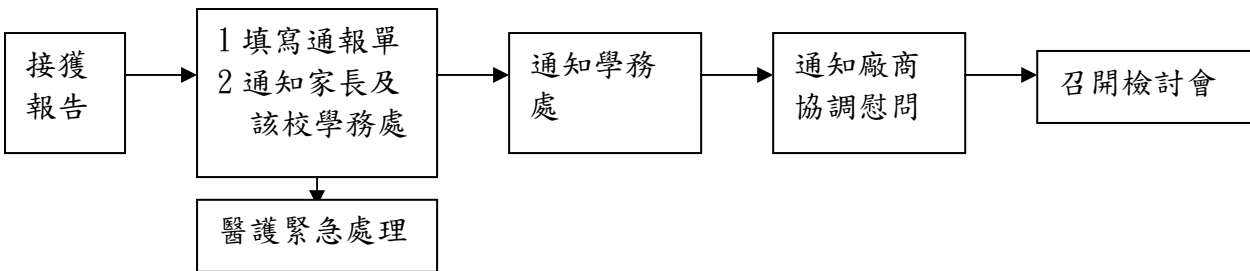 接獲
報告
1 填寫通報單
2 通知家長及
該校學務處
通知學務
處
通知廠商
協調慰問
召開檢討會
醫護緊急處理